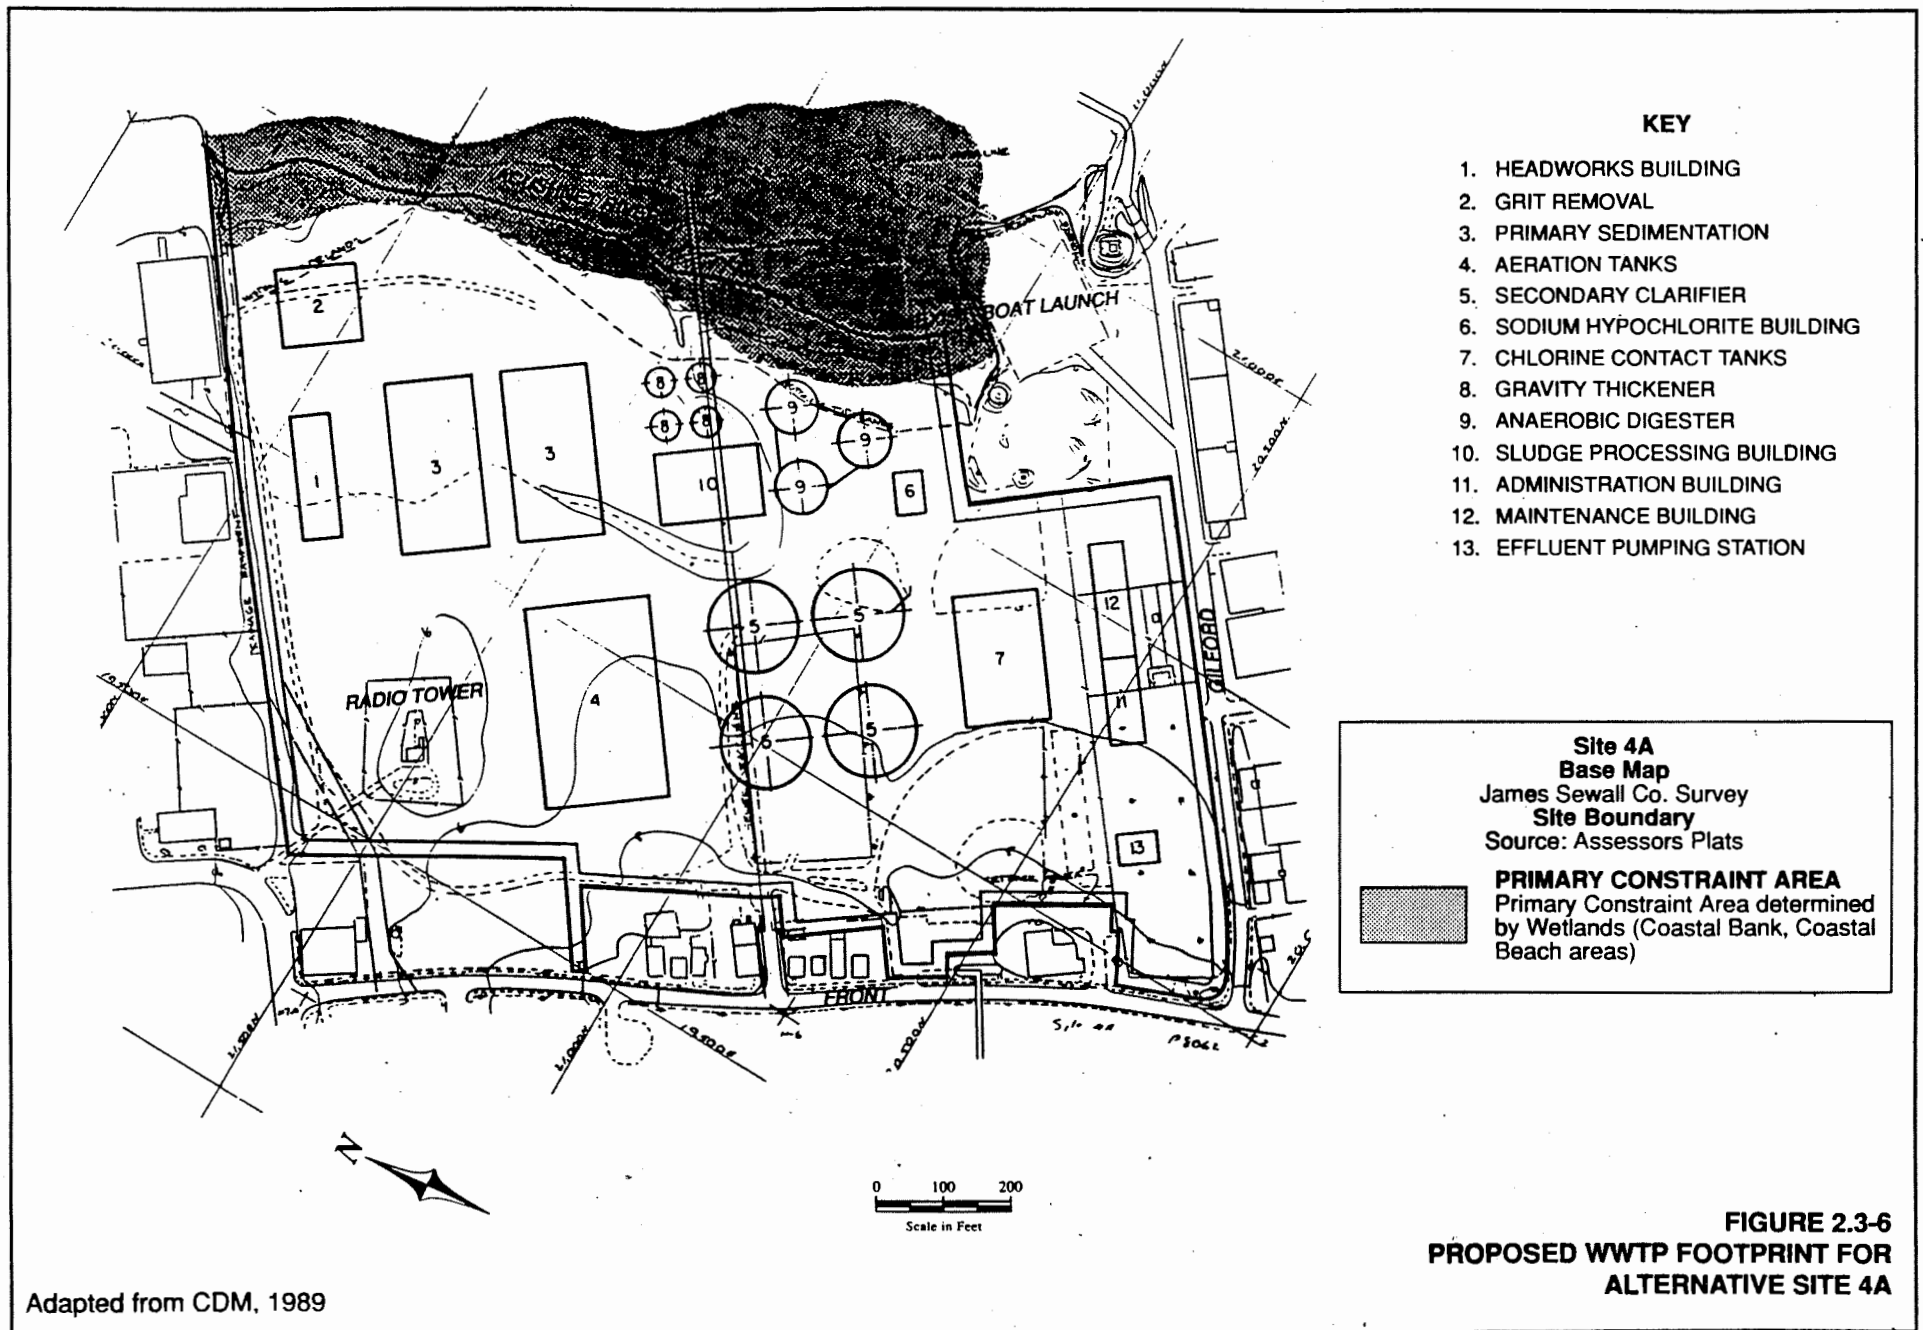 KEY
1. HEADWORKS BUILDING
2. GRIT REMOVAL
3. PRIMARY SEDIMENTATION
4. AERATION TANKS
5. SECONDARY CLARIFIER
6. SODIUM HYPOCHLORITE BUILDING
7. CHLORINE CONTACT TANKS
8. GRAVITY THICKENER
9. ANAEROBIC DIGESTER
10. SLUDGE PROCESSING BUILDING
11. ADMINISTRATION BUILDING
12. MAINTENANCE BUILDING
13. EFFLUENT PUMPING STATION
BOAT LAUNCH
2
8
8
8
8
9
9
9
3
3
1
10
6
5
5
12
7
GILFORD
RADIO TOWER
4
5
5
11
13
FRONT
Site 4A
Base Map
James Sewall Co. Survey
Site Boundary
Source: Assessors Plats
PRIMARY CONSTRAINT AREA
Primary Constraint Area determined
by Wetlands (Coastal Bank, Coastal
Beach areas)
N
0 100 200
Scale in Feet
FIGURE 2.3-6
PROPOSED WWTP FOOTPRINT FOR
ALTERNATIVE SITE 4A
Adapted from CDM, 1989